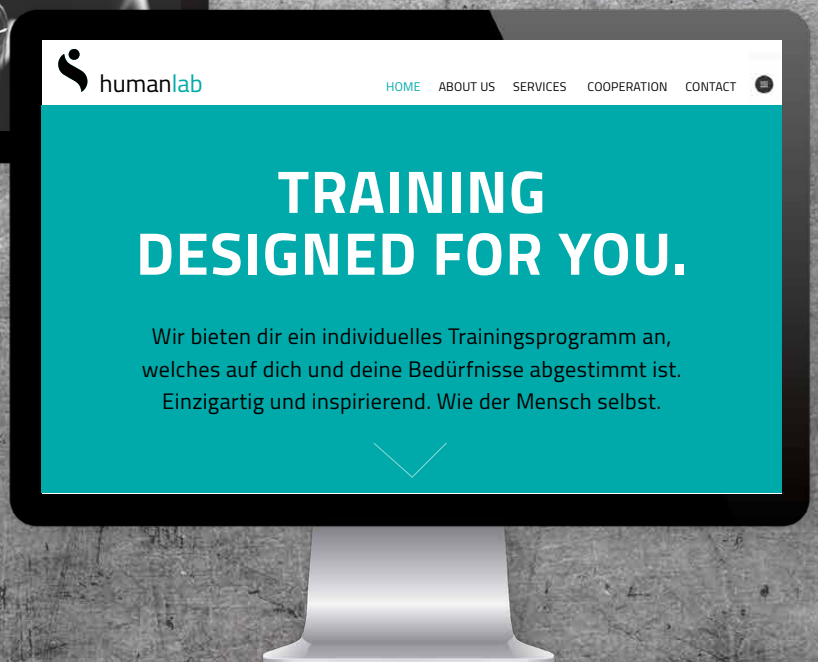 humanlab
HOME ABOUT US SERVICES COOPERATION CONTACT
TRAINING
DESIGNED FOR YOU.
Wir bieten dir ein individuelles Trainingsprogramm an,
welches auf dich und deine Bedürfnisse abgestimmt ist.
Einzigartig und inspirierend. Wie der Mensch selbst.